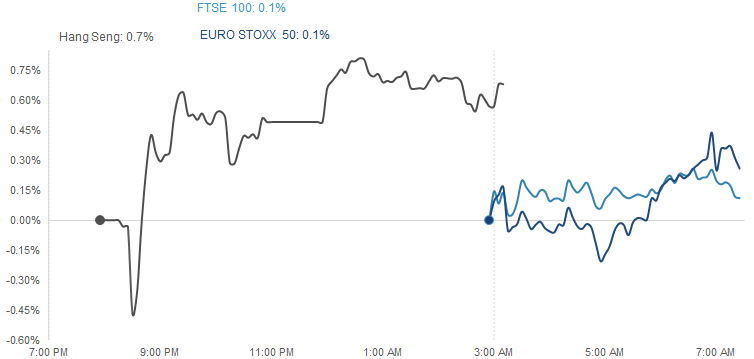 FTSE 100: 0.1%
Hang Seng: 0.7%
EURO STOXX 50: 0.1%
0.75%
0.60%
0.45%
0.30%
0.15%
0.00%
-0.15%
-0.30%
-0.45%
-0.60%
7:00 PM
9:00 PM
11:00 PM
1:00 AM
3:00 AM
5:00 AM
7:00 AM